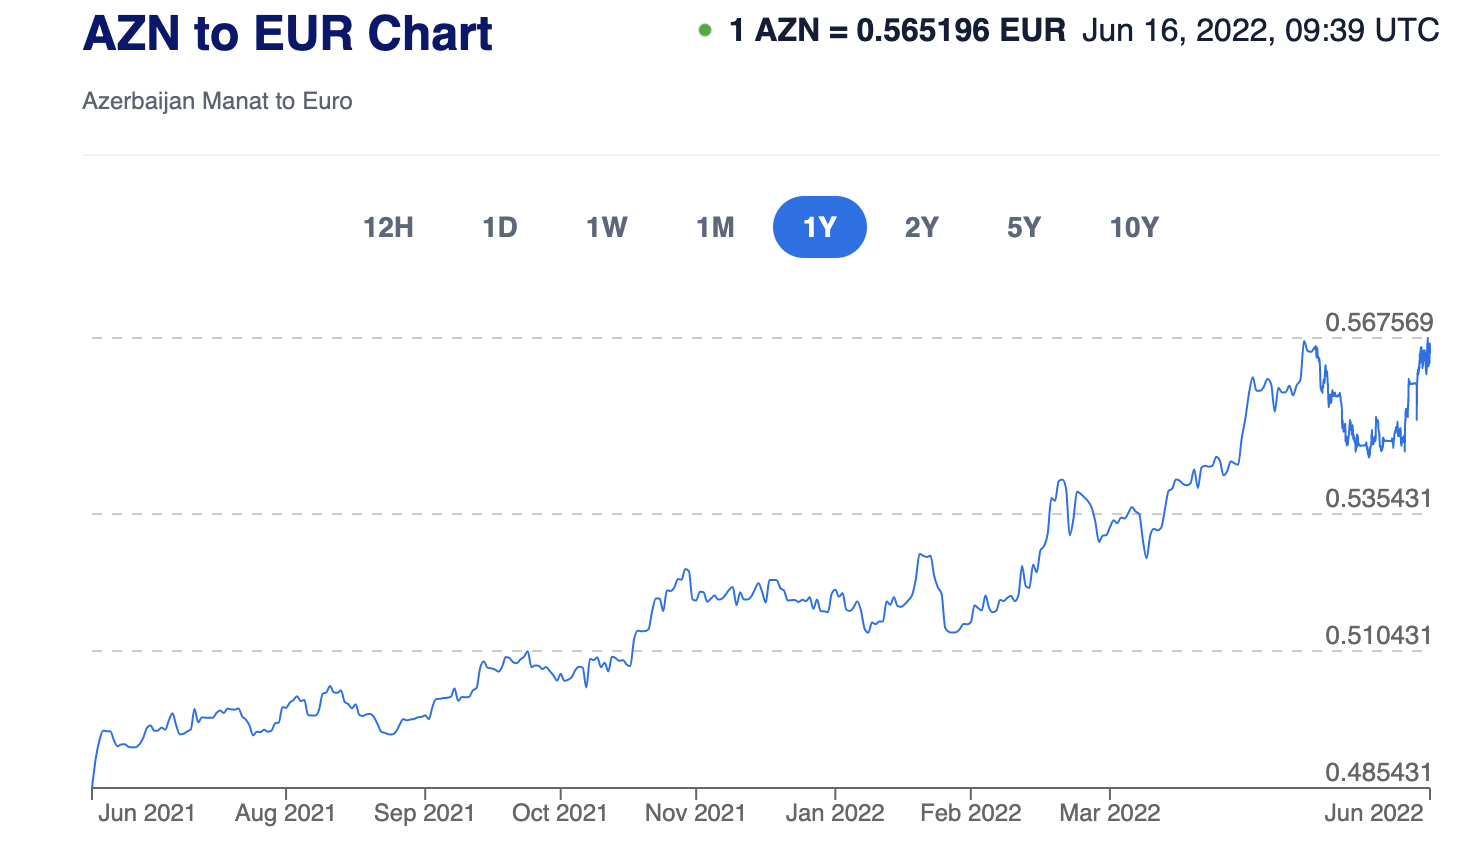 AZN to EUR Chart
1 AZN = 0.565196 EUR Jun 16, 2022, 09:39 UTC
Azerbaijan Manat to Euro
12H 1D 1W 1M 1Y 2Y 5Y 10Y
0.567569
0.535431
0.510431
0.485431
Jun 2021 Aug 2021 Sep 2021 Oct 2021 Nov 2021 Jan 2022 Feb 2022 Mar 2022 Jun 2022